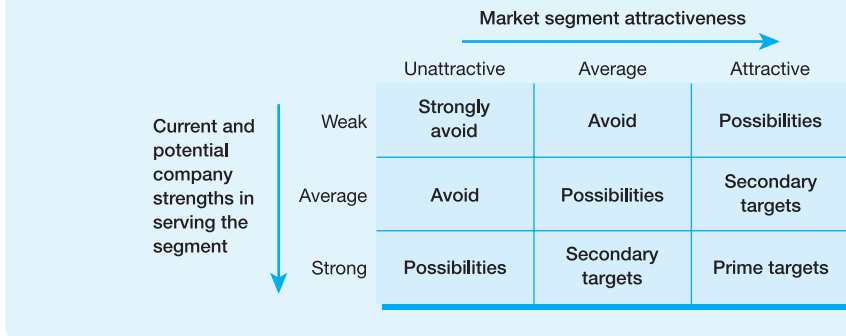 Market segment attractiveness
Unattractive Average Attractive
Current and
potential
company
strengths in
serving the
segment
Weak
Strongly
avoid
Avoid
Possibilities
Average
Avoid
Possibilities
Secondary
targets
Strong
Possibilities
Secondary
targets
Prime targets